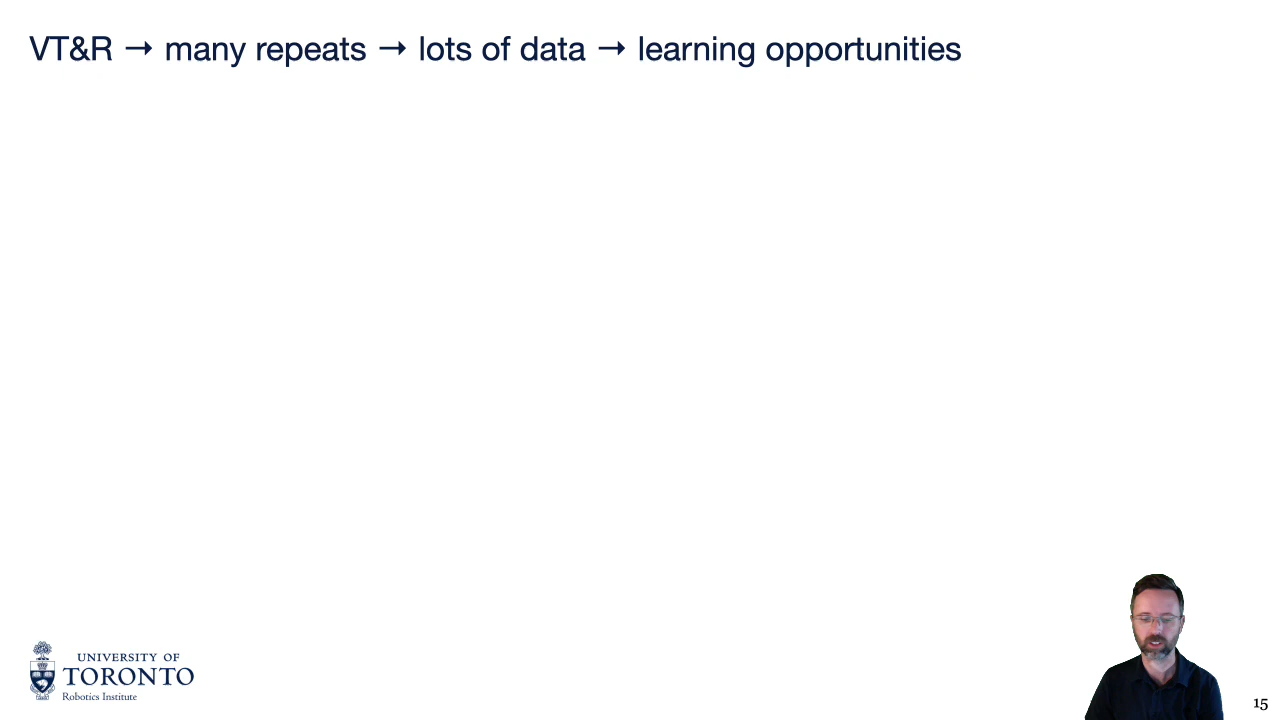 VT&R → many repeats → lots of data → learning opportunities
UNIVERSITY OF
TORONTO
Robotics Institute
15